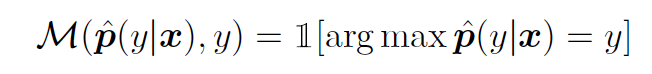 ℳ(𝒑̂(y|𝒙), y) = 𝟙[arg max 𝒑̂(y|𝒙) = y]